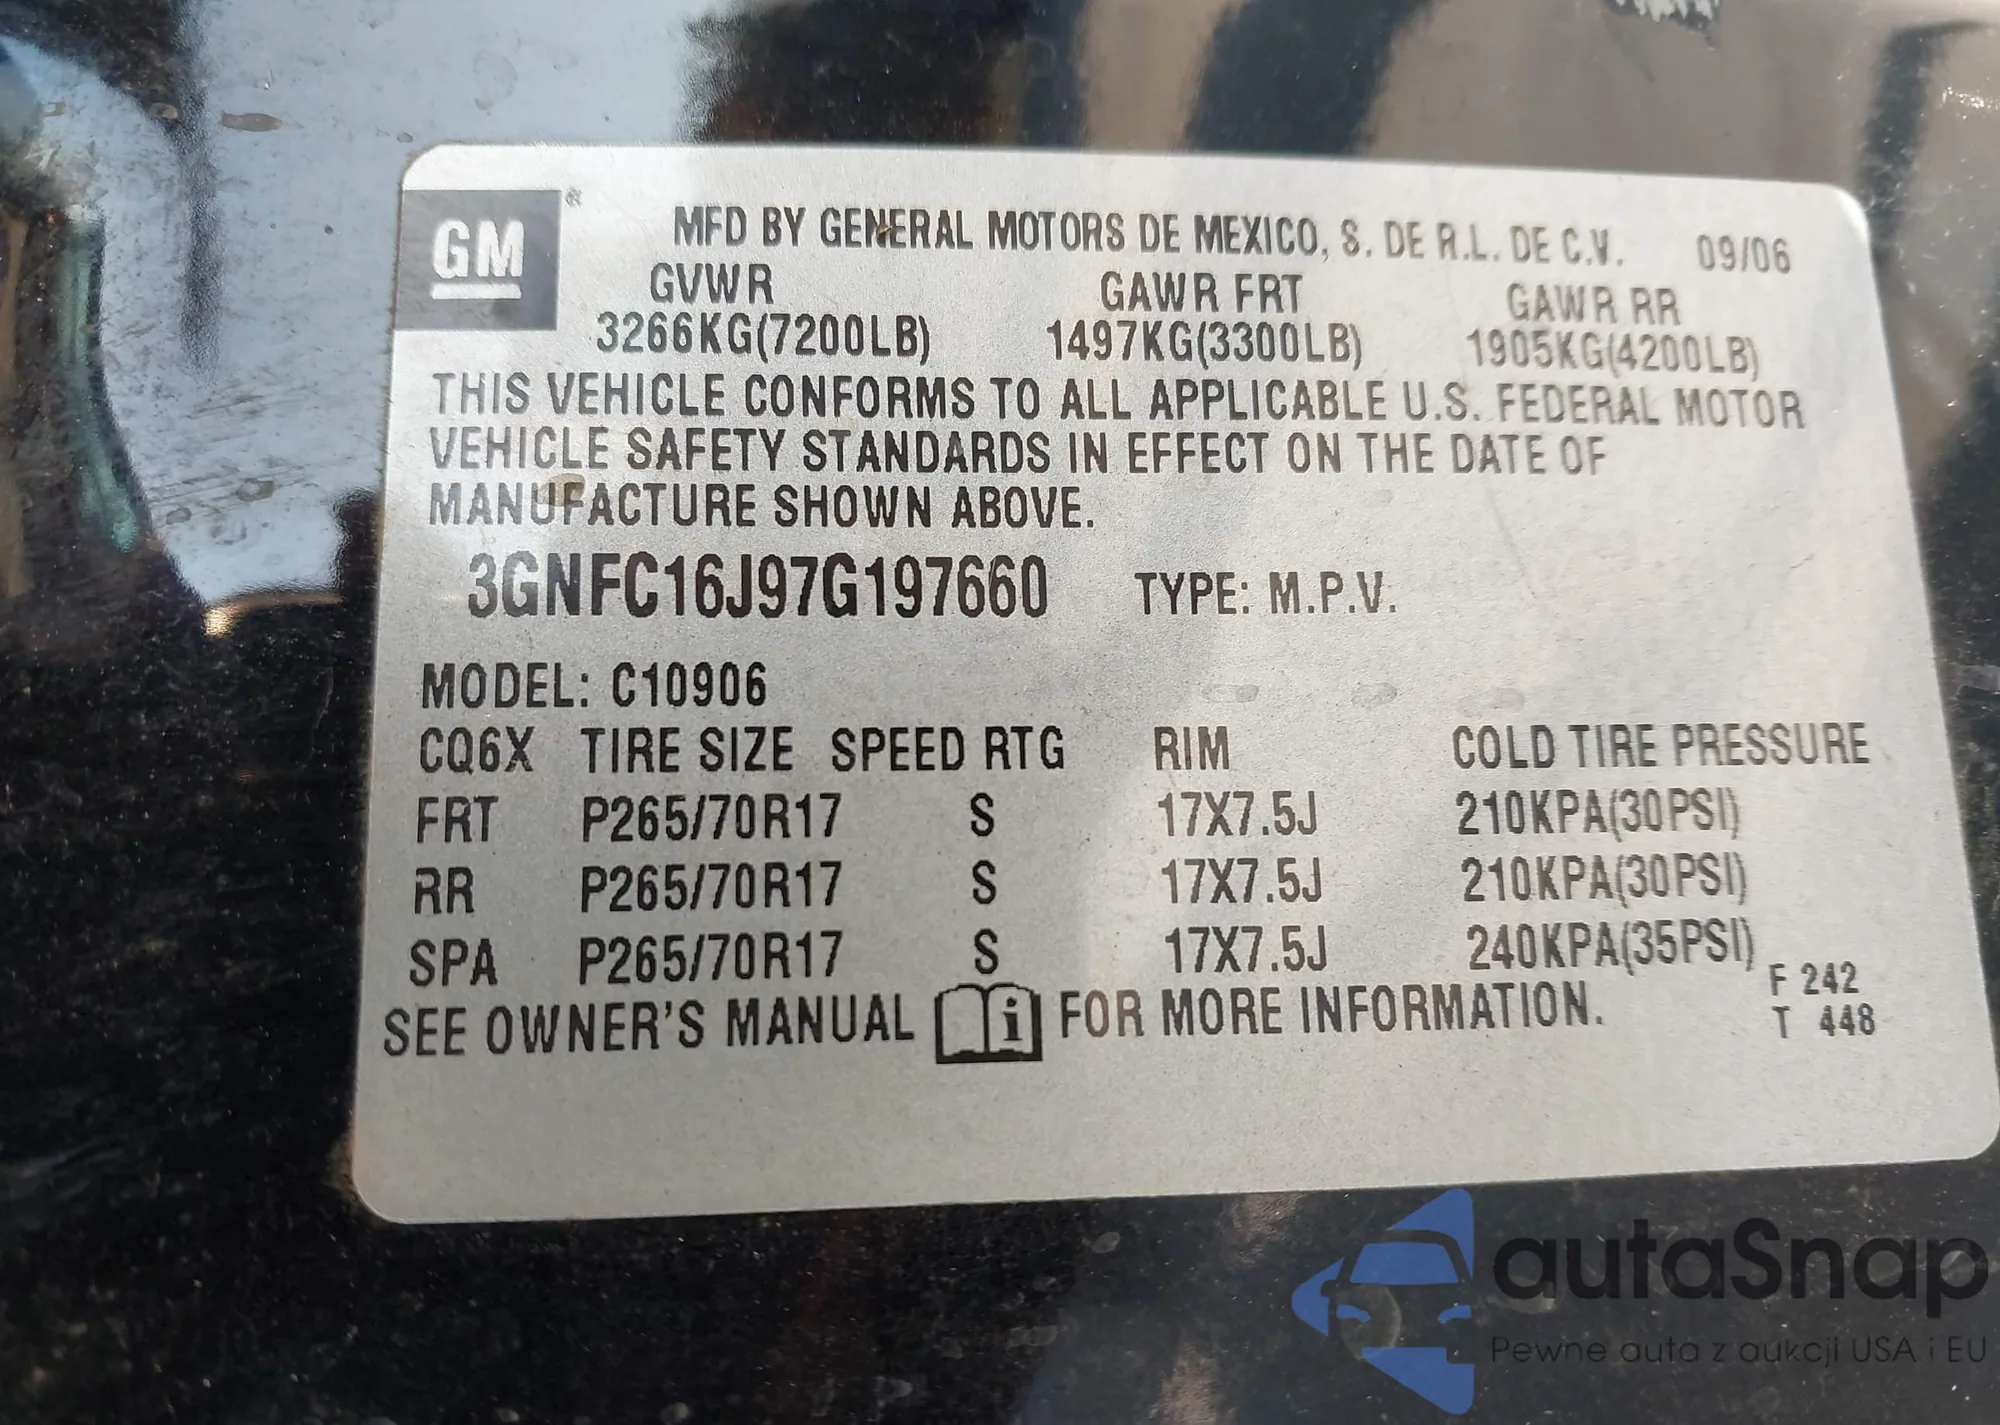 GM®
MFD BY GENERAL MOTORS DE MEXICO, S. DE R.L. DE C.V. 09/06
GVWR GAWR FRT GAWR RR
3266KG(7200LB) 1497KG(3300LB) 1905KG(4200LB)
THIS VEHICLE CONFORMS TO ALL APPLICABLE U.S. FEDERAL MOTOR
VEHICLE SAFETY STANDARDS IN EFFECT ON THE DATE OF
MANUFACTURE SHOWN ABOVE.
3GNFC16J97G197660 TYPE: M.P.V.
MODEL: C10906
CQ6X TIRE SIZE SPEED RTG RIM COLD TIRE PRESSURE
FRT P265/70R17 S 17X7.5J 210KPA(30PSI)
RR P265/70R17 S 17X7.5J 210KPA(30PSI)
SPA P265/70R17 S 17X7.5J 240KPA(35PSI)
F 242
SEE OWNER'S MANUAL i FOR MORE INFORMATION.
T 448
autaSnap
Pewne auta z aukcji USA i EU